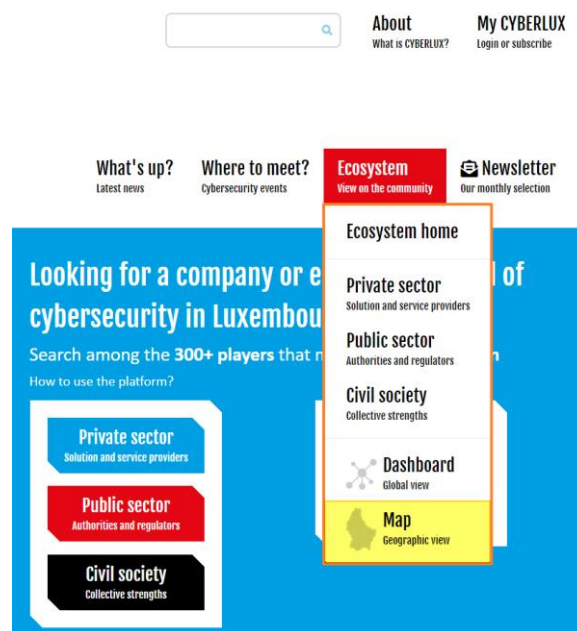 About
What is CYBERLUX?
My CYBERLUX
Login or subscribe
What's up?
Latest news
Where to meet?
Cybersecurity events
Ecosystem
View on the community
Newsletter
Our monthly selection
Ecosystem home
Private sector
Solution and service providers
Public sector
Authorities and regulators
Civil society
Collective strengths
Dashboard
Global view
Map
Geographic view
Looking for a company or e of
cybersecurity in Luxembou
Search among the 300+ players that
How to use the platform?
Private sector
Solution and service providers
Public sector
Authorities and regulators
Civil society
Collective strengths